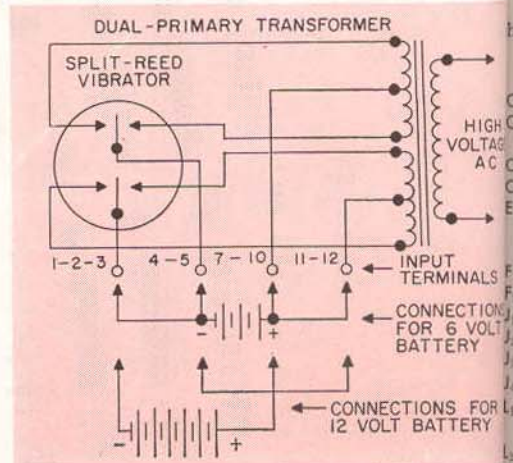 DUAL-PRIMARY TRANSFORMER
SPLIT-REED
VIBRATOR
HIGH
VOLTAGE
AC
1-2-3
4-5
7-10
11-12
INPUT
TERMINALS
- +
CONNECTIONS
FOR 6 VOLT
BATTERY
CONNECTIONS FOR
12 VOLT BATTERY
- +